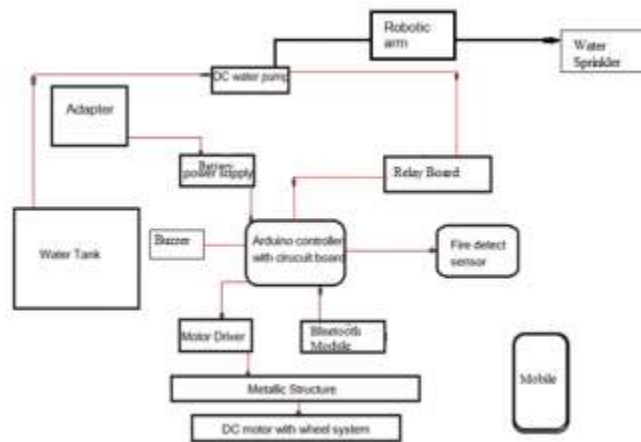 Robotic
arm
Water
Sprinkler
DC water pump
Adapter
Battery
power supply
Relay Board
Water Tank
Buzzer
Arduino controller
with cirucuit board
Fire detect
sensor
Motor Driver
Bluetooth
Module
Metallic Structure
Mobile
DC motor with wheel system